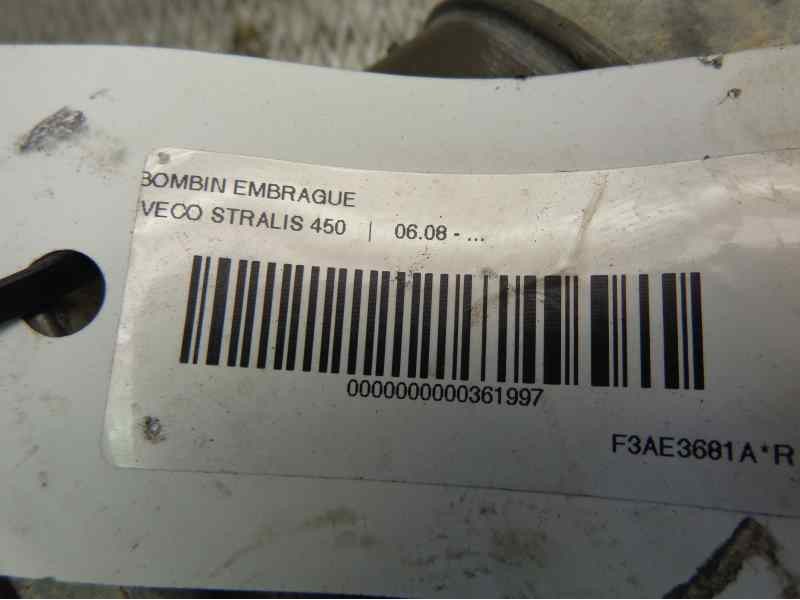 BOMBIN EMBRAGUE
VECO STRALIS 450 | 06.08 - ...
0000000000361997
F3AE3681A*R